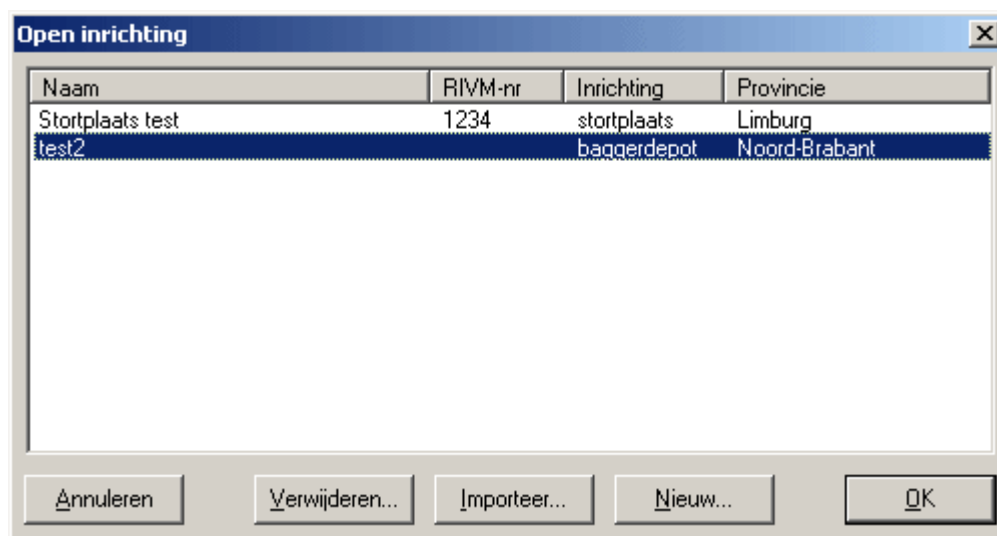 Open inrichting
Naam RIVM-nr Inrichting Provincie
Stortplaats test 1234 stortplaats Limburg
test2 baggerdepot Noord-Brabant
Annuleren Verwijderen... Importeer... Nieuw... OK